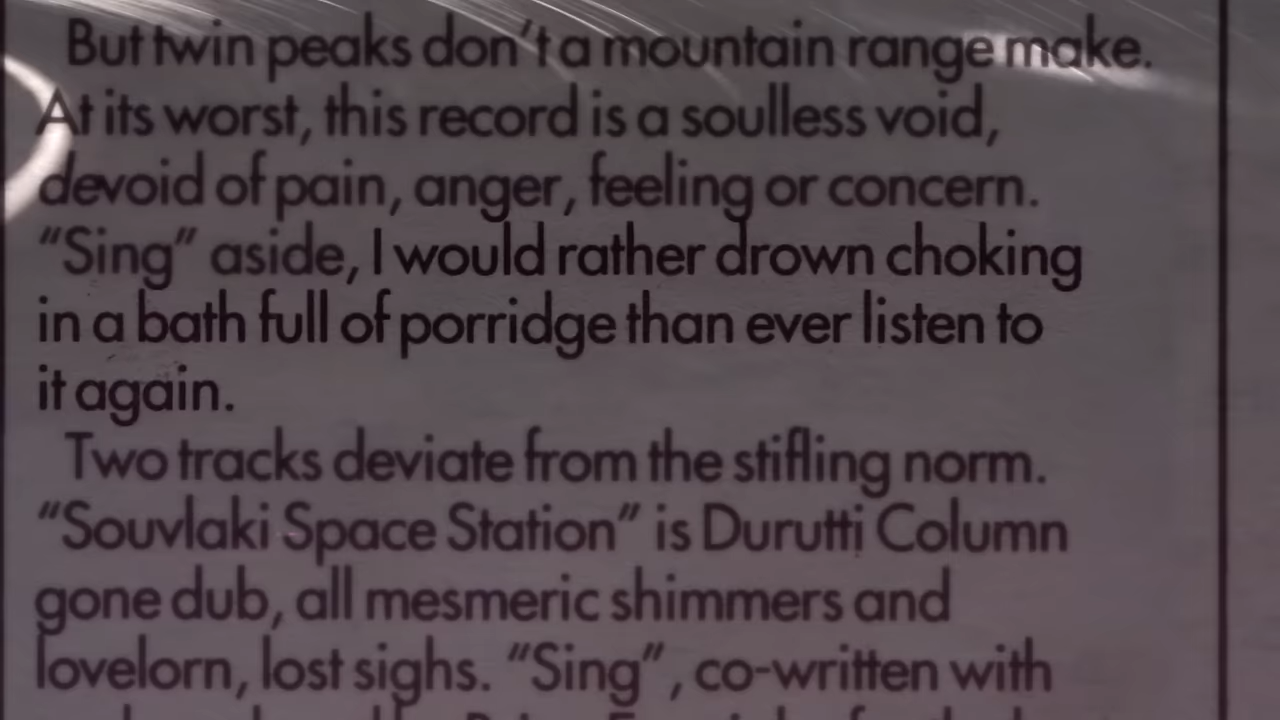 But twin peaks don't a mountain range make.
At its worst, this record is a soulless void,
devoid of pain, anger, feeling or concern.
“Sing” aside, I would rather drown choking
in a bath full of porridge than ever listen to
it again.
Two tracks deviate from the stifling norm.
“Souvlaki Space Station” is Durutti Column
gone dub, all mesmeric shimmers and
lovelorn, lost sighs. “Sing”, co-written with